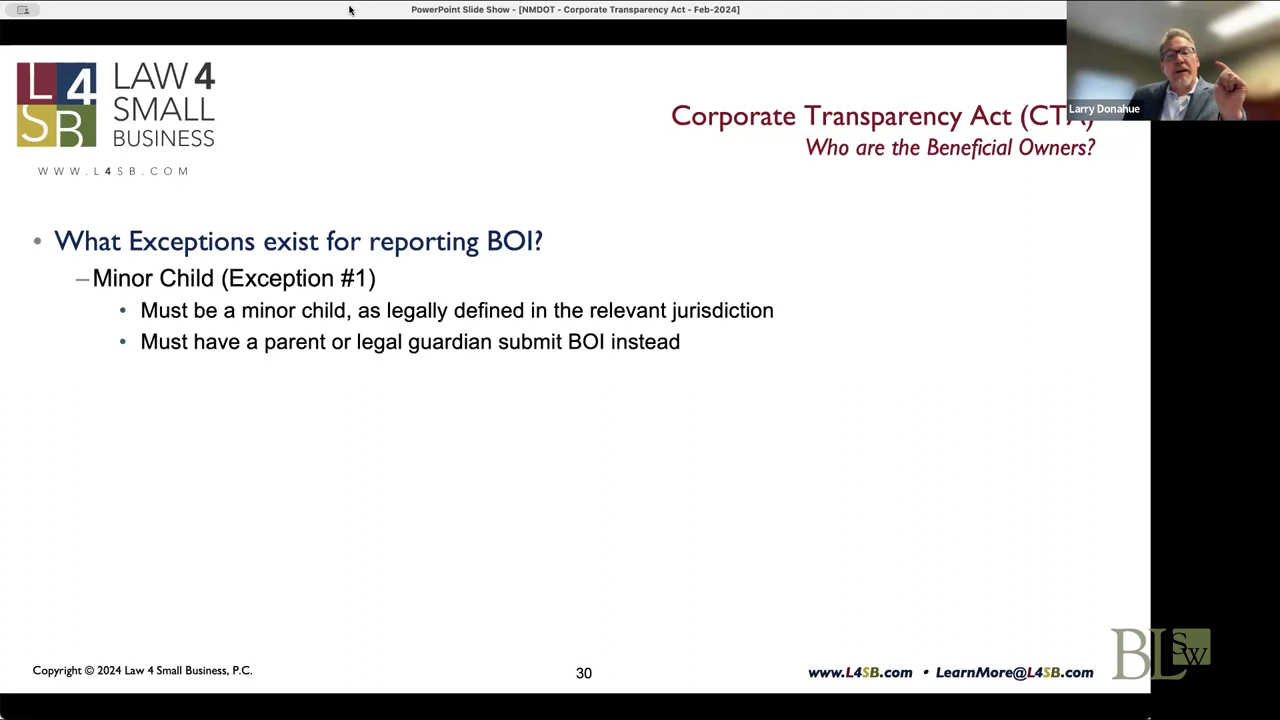 PowerPoint Slide Show - [NMDOT - Corporate Transparency Act - Feb-2024]
L4SB
LAW 4
SMALL
BUSINESS
WWW.L4SB.COM
Larry Donahue
Corporate Transparency Act (CTA)
Who are the Beneficial Owners?
• What Exceptions exist for reporting BOI?
–Minor Child (Exception #1)
• Must be a minor child, as legally defined in the relevant jurisdiction
• Must have a parent or legal guardian submit BOI instead
Copyright © 2024 Law 4 Small Business, P.C.
30
www.L4SB.com • LearnMore@L4SB.com
BLSW